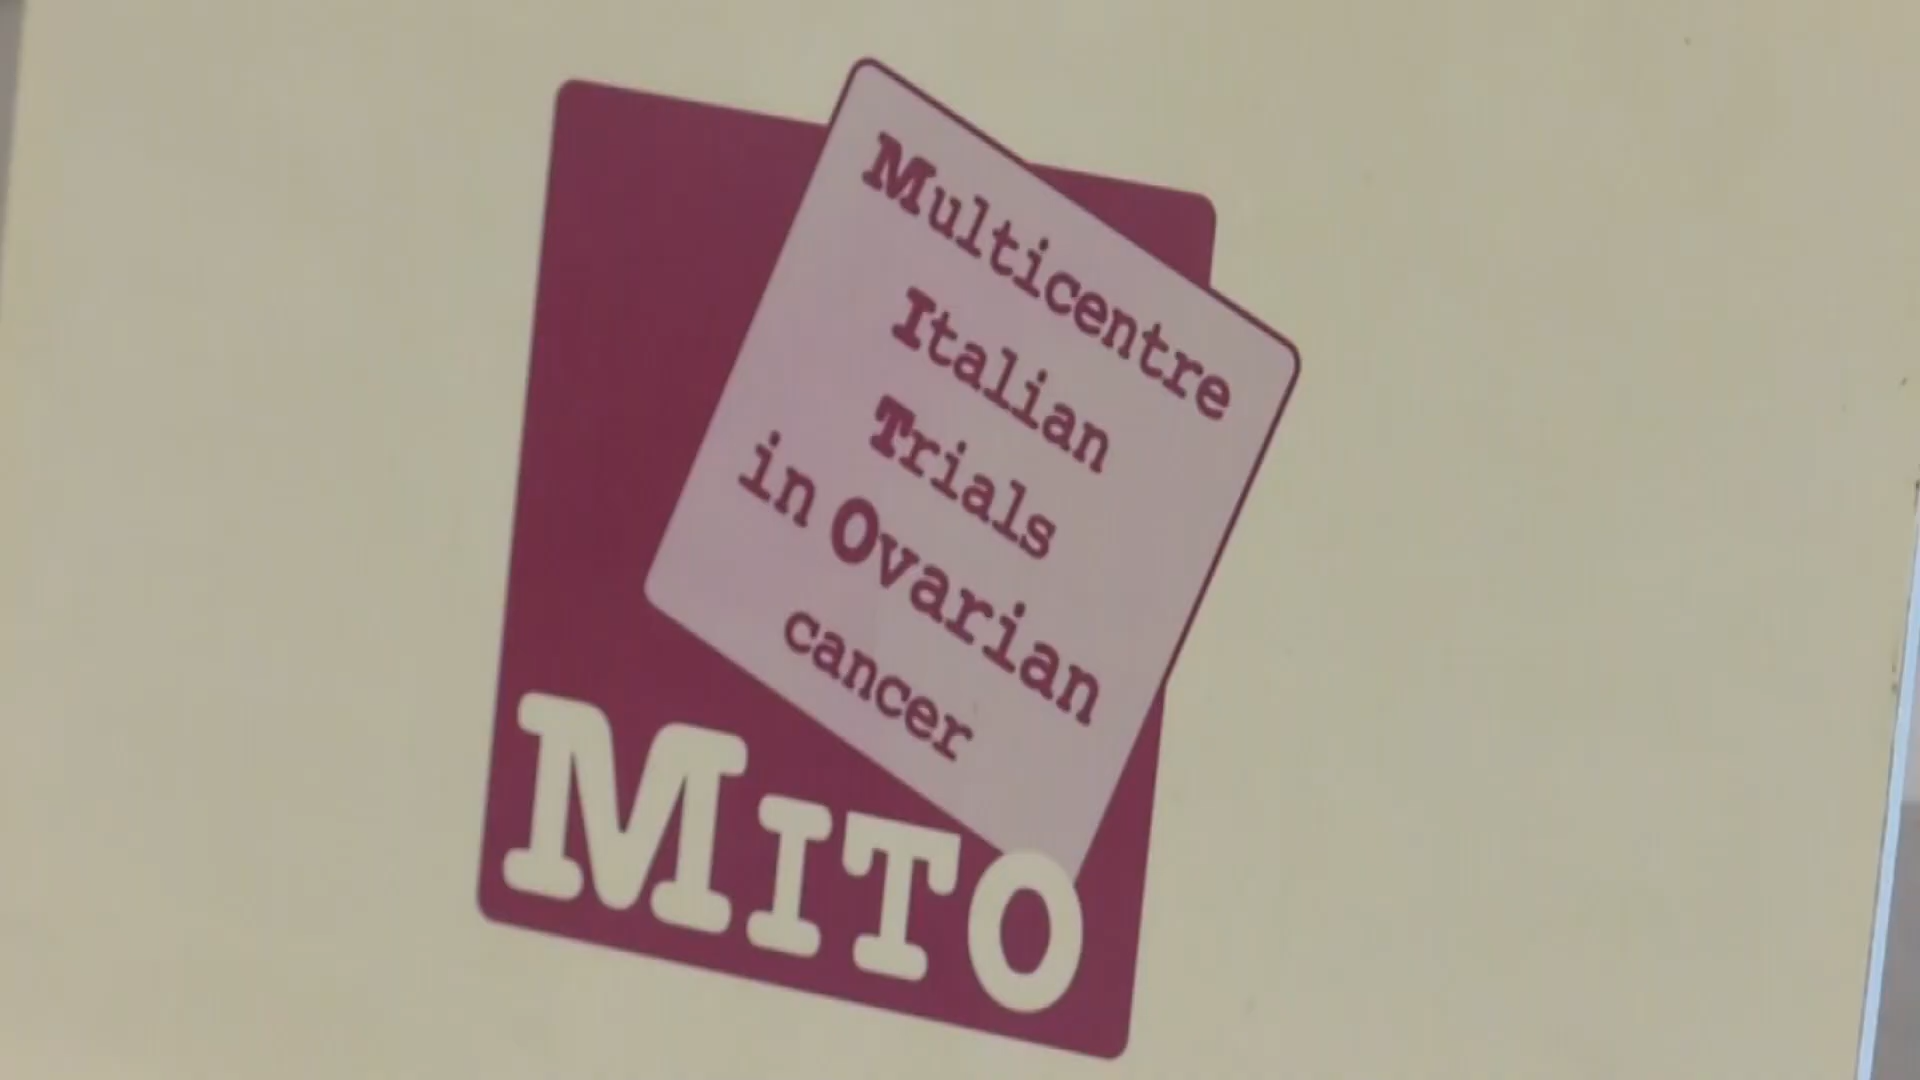 Multicentre
Italian
Trials
in Ovarian
cancer
MITO